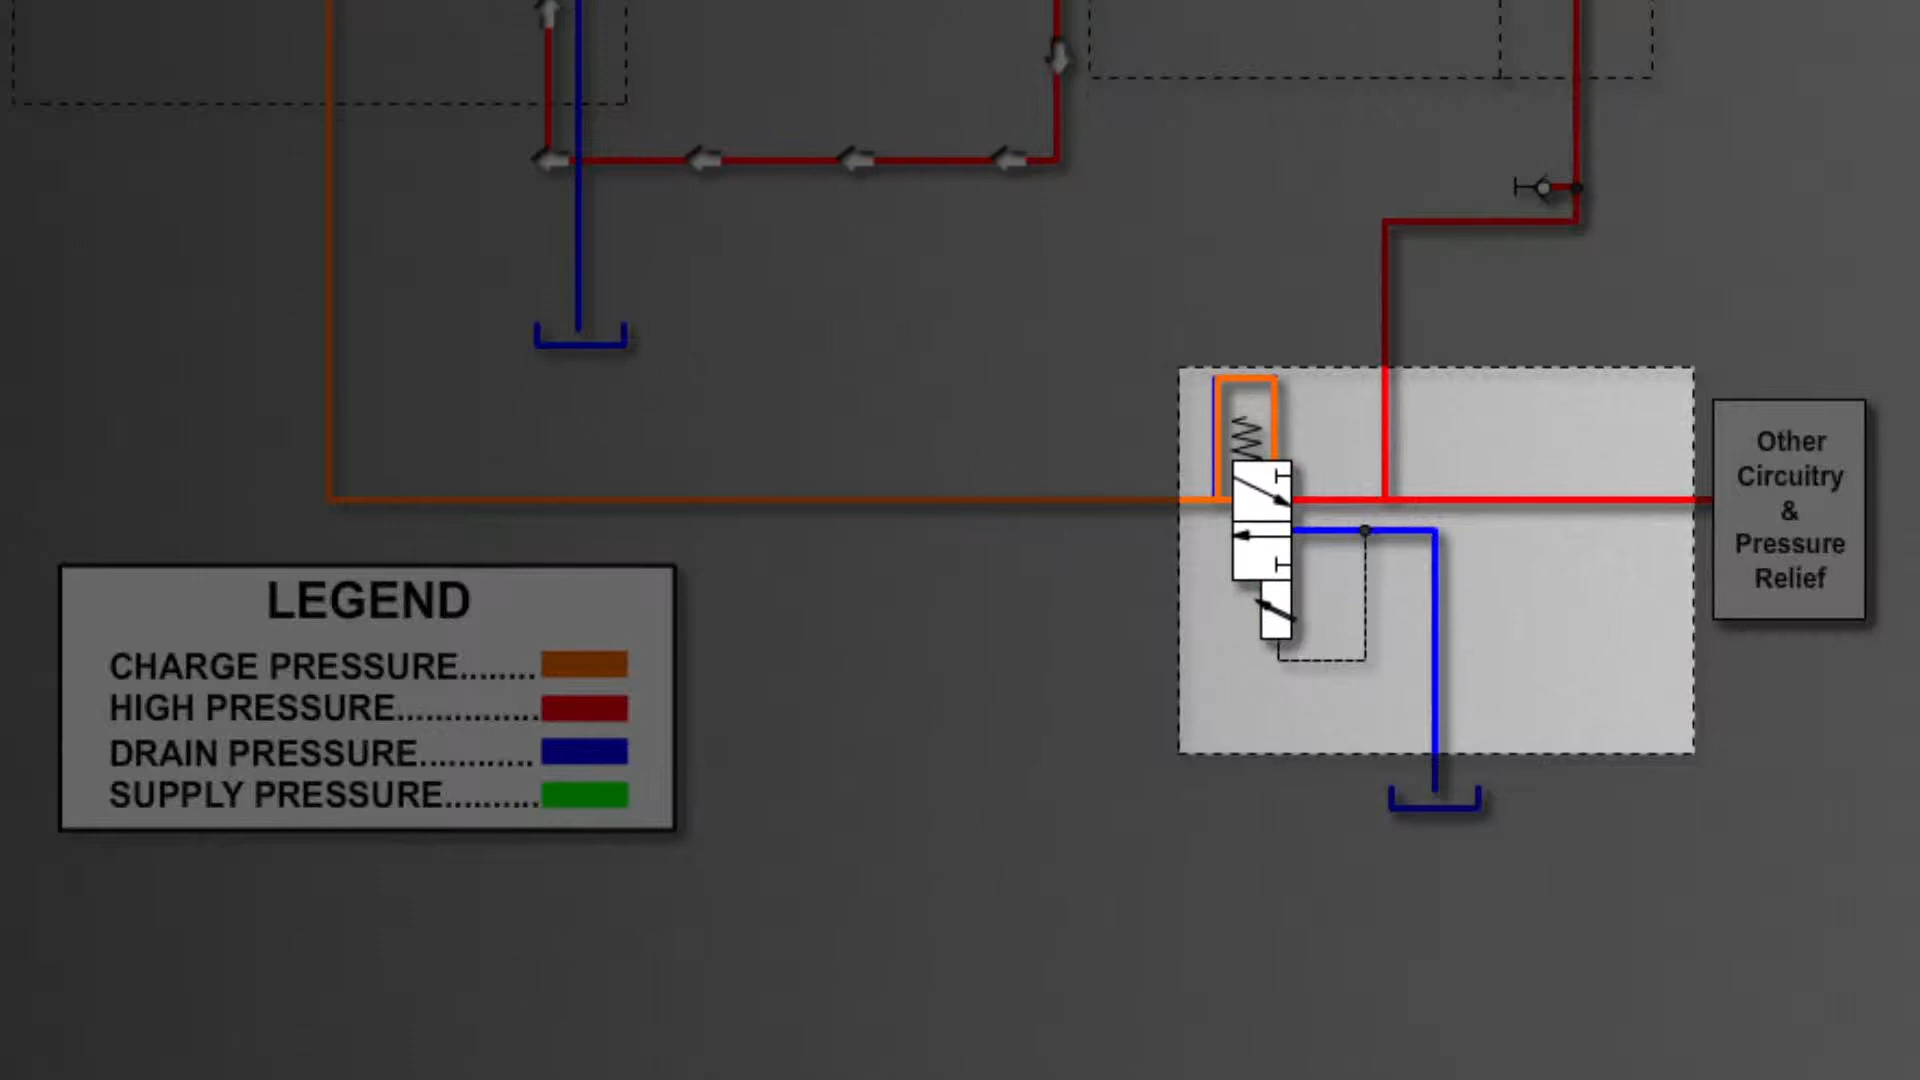 Other
Circuitry
&
Pressure
Relief
LEGEND
CHARGE PRESSURE........
HIGH PRESSURE...............
DRAIN PRESSURE............
SUPPLY PRESSURE..........